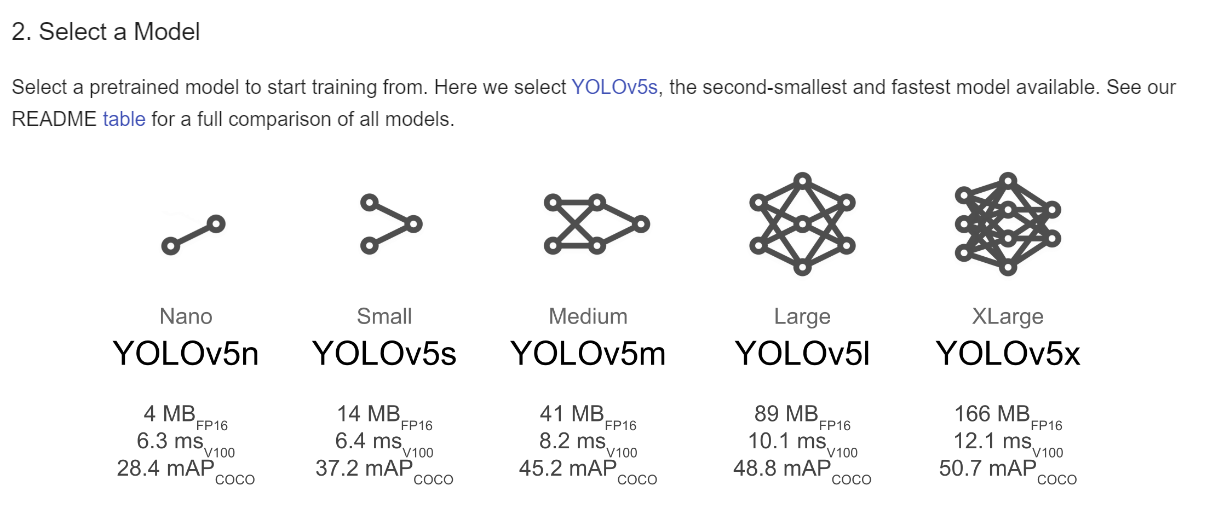 2. Select a Model
Select a pretrained model to start training from. Here we select YOLOv5s, the second-smallest and fastest model available. See our
README table for a full comparison of all models.
Nano
YOLOv5n
4 MB FP16
6.3 ms V100
28.4 mAP COCO
Small
YOLOv5s
14 MB FP16
6.4 ms V100
37.2 mAP COCO
Medium
YOLOv5m
41 MB FP16
8.2 ms V100
45.2 mAP COCO
Large
YOLOv5l
89 MB FP16
10.1 ms V100
48.8 mAP COCO
XLarge
YOLOv5x
166 MB FP16
12.1 ms V100
50.7 mAP COCO